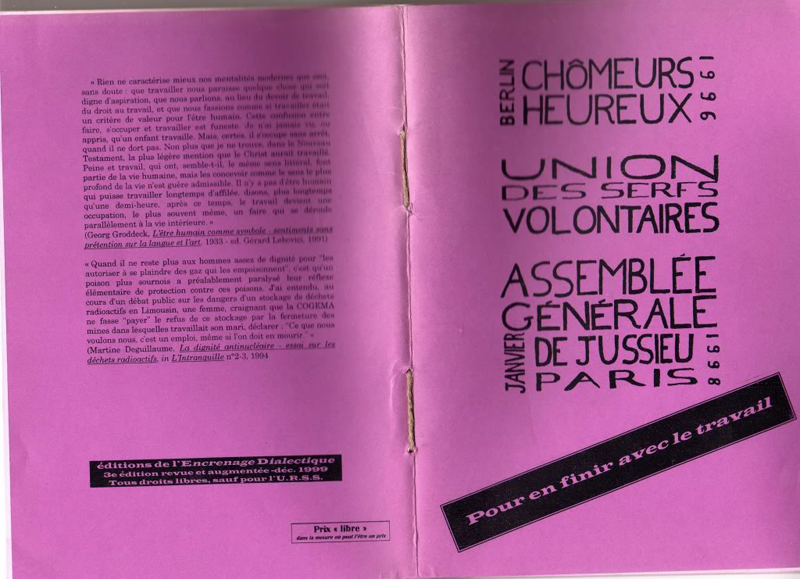 « Rien ne caractérise mieux nos mentalités modernes que ceci,
sans doute : que travailler nous paraisse quelque chose qui soit
digne d'aspiration, que nous parlions, au lieu du devoir de travail,
du droit au travail, et que nous fassions comme si travailler était
un critère de valeur pour l'être humain. Cette confusion entre
faire, s'occuper et travailler est funeste. Je n'ai jamais vu, ou
appris, qu'un enfant travaille. Mais, certes, il s'occupe sans arrêt,
quand il ne dort pas. Non plus que je ne trouve, dans le Nouveau
Testament, la plus légère mention que le Christ aurait travaillé.
Peine et travail, qui ont, semble-t-il, le même sens littéral, font
partie de la vie humaine, mais les concevoir comme le sens le plus
profond de la vie n'est guère admissible. Il n'y a pas d'être humain
qui puisse travailler longtemps d'affilée, disons, plus longtemps
qu'une demi-heure, après ce temps, le travail devient une
occupation, le plus souvent même, un faire qui se déroule
parallèlement à la vie intérieure. »
(Georg Groddeck, L'être humain comme symbole - sentiments sans
prétention sur la langue et l'art, 1933 - ed. Gérard Lebovici, 1991)
« Quand il ne reste plus aux hommes assez de dignité pour "les
autoriser à se plaindre des gaz qui les empoisonnent", c'est qu'un
poison plus sournois a préalablement paralysé leur réflexe
élémentaire de protection contre ces poisons. J'ai entendu, au
cours d'un débat public sur les dangers d'un stockage de déchets
radioactifs en Limousin, une femme, craignant que la COGEMA
ne fasse "payer" le refus de ce stockage par la fermeture des
mines dans lesquelles travaillait son mari, déclarer : "Ce que nous
voulons nous, c'est un emploi, même si l'on doit en mourir." »
(Martine Deguillaume, La dignité antinucléaire - essai sur les
déchets radioactifs, in L'Intranquille n°2-3, 1994
éditions de l'Encrenage Dialectique
3e édition revue et augmentée -déc. 1999
Tous droits libres, sauf pour l'U.R.S.S.
Prix « libre »
dans la mesure où peut l'être un prix
BERLIN
CHÔMEURS
HEUREUX
1996
UNION
DES SERFS
VOLONTAIRES
ASSEMBLÉE
GÉNÉRALE
JANVIER
DE JUSSIEU
PARIS
1998
Pour en finir avec le travail